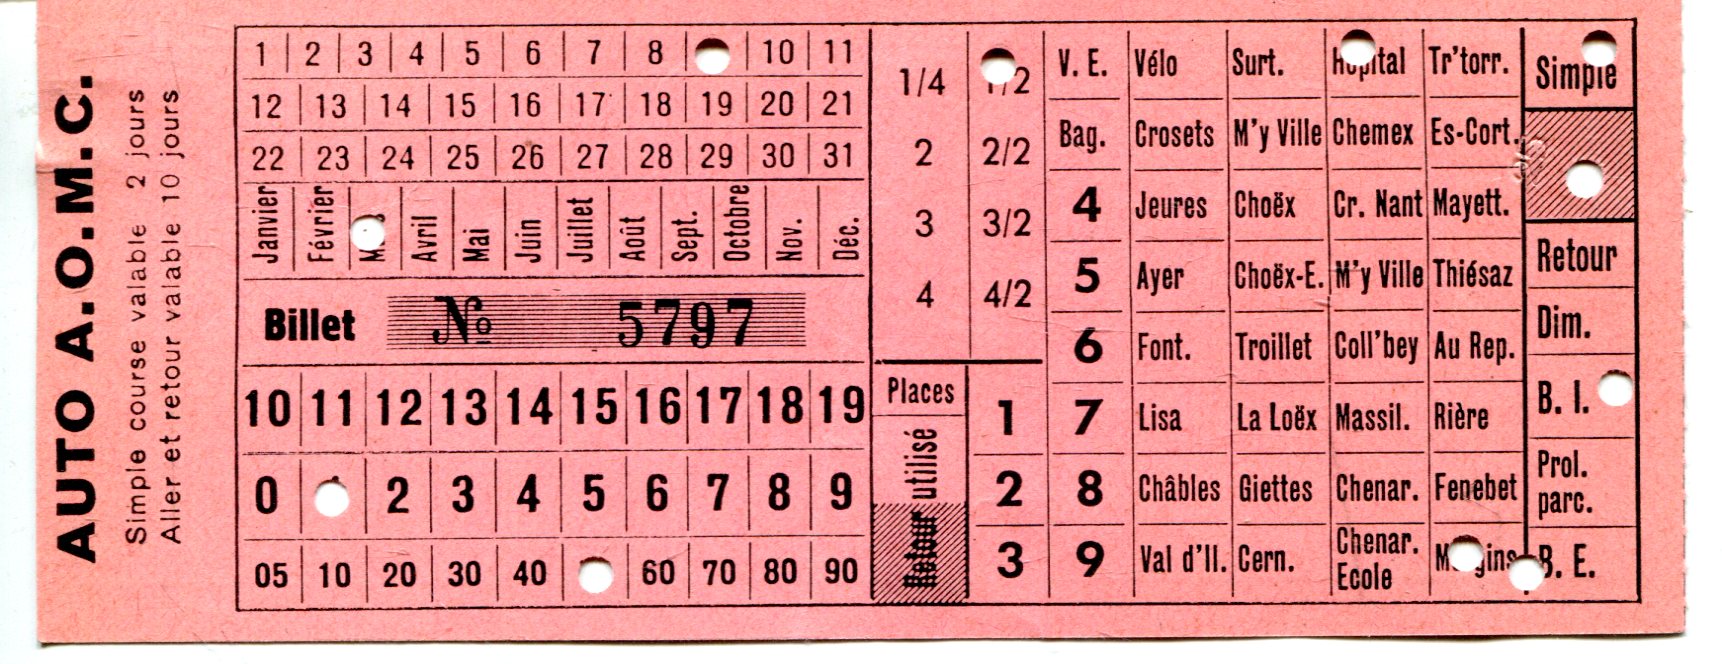 AUTO A.O.M.C.
Simple course valable 2 jours
Aller et retour valable 10 jours
1 2 3 4 5 6 7 8 10 11
12 13 14 15 16 17 18 19 20 21
22 23 24 25 26 27 28 29 30 31
Janvier Février Avril Mai Juin Juillet Août Sept. Octobre Nov. Déc.
Billet № 5797
10 11 12 13 14 15 16 17 18 19
0 2 3 4 5 6 7 8 9
05 10 20 30 40 60 70 80 90
1/4 1/2
2 2/2
3 3/2
4 4/2
Places
Retour utilisé
1
2
3
V. E. Vélo Surt. Hôpital Tr'torr.
Bag. Crosets M'y Ville Chemex Es-Cort.
4 Jeures Choëx Cr. Nant Mayett.
5 Ayer Choëx-E. M'y Ville Thiésaz
6 Font. Troillet Coll'bey Au Rep.
7 Lisa La Loëx Massil. Rière
8 Châbles Giettes Chenar. Fenebet
9 Val d'Il. Cern. Chenar. Ecole
Simple
Retour
Dim.
B. I.
Prol. parc.
B. E.